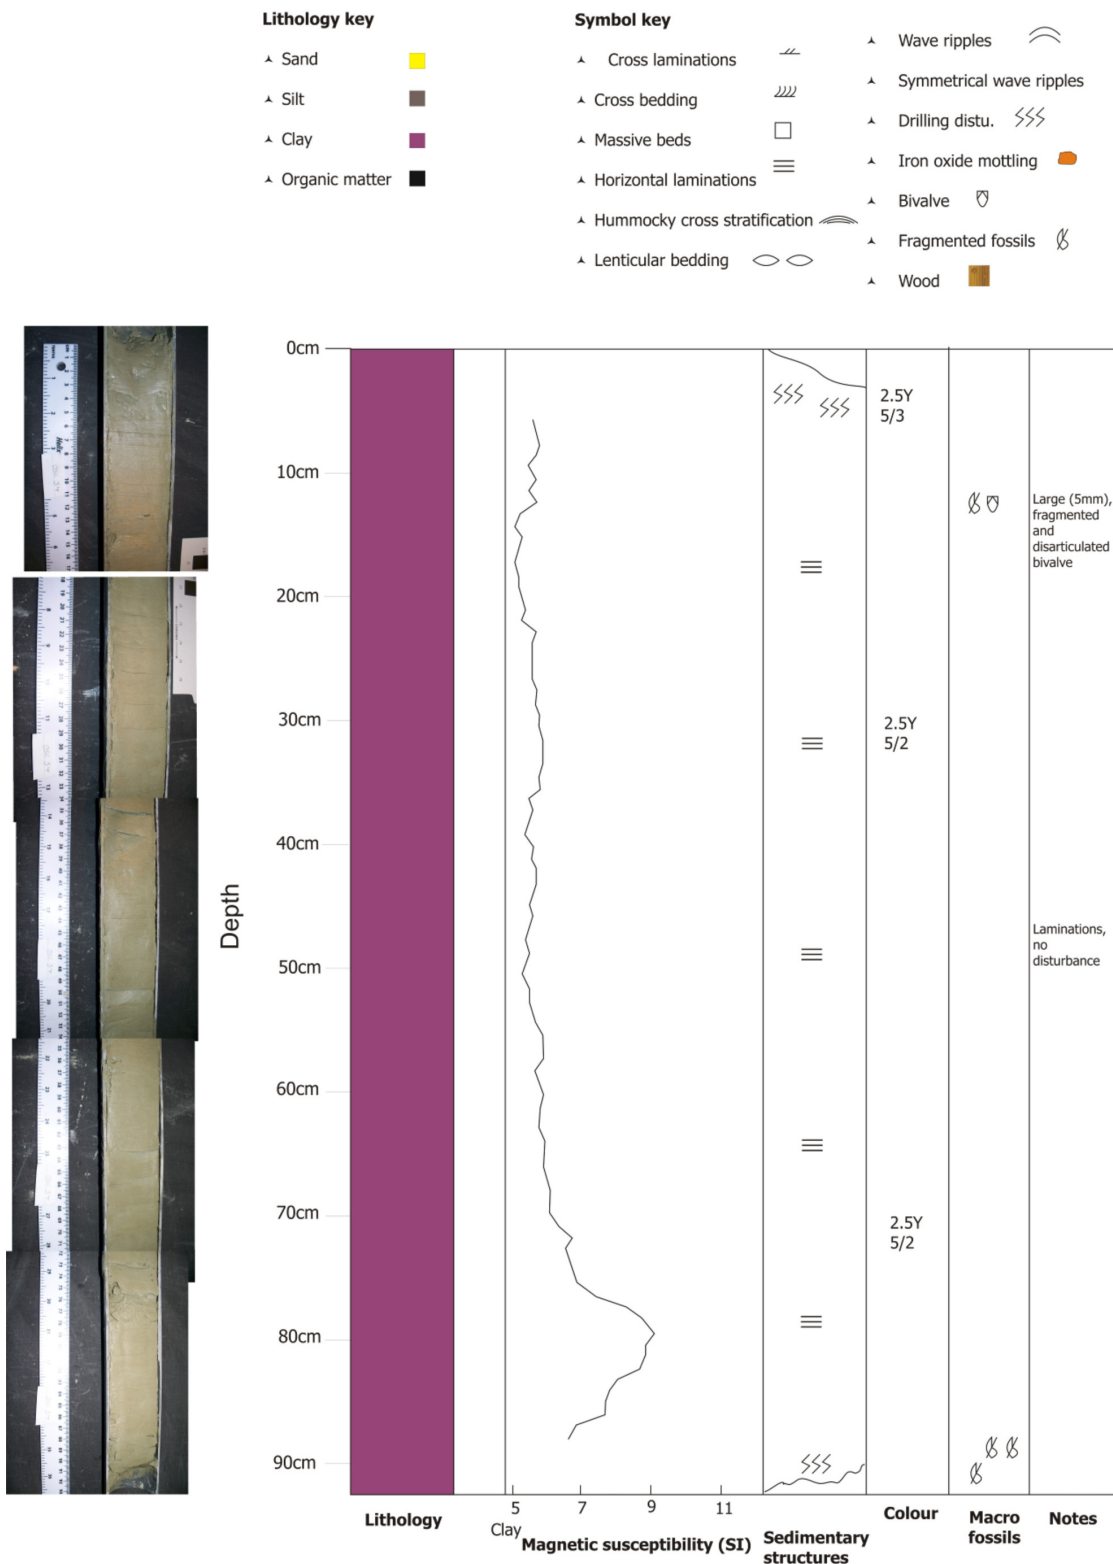 Lithology key
Sand
Silt
Clay
Organic matter
Symbol key
Cross laminations
Cross bedding
Massive beds
Horizontal laminations
Hummocky cross stratification
Lenticular bedding
Wave ripples
Symmetrical wave ripples
Drilling distu.
Iron oxide mottling
Bivalve
Fragmented fossils
Wood
Depth
0cm
10cm
20cm
30cm
40cm
50cm
60cm
70cm
80cm
90cm
2.5Y
5/3
2.5Y
5/2
2.5Y
5/2
Large (5mm),
fragmented
and
disarticulated
bivalve
Laminations,
no
disturbance
Lithology
5 7 9 11
Clay
Magnetic susceptibility (SI)
Sedimentary
structures
Colour
Macro
fossils
Notes